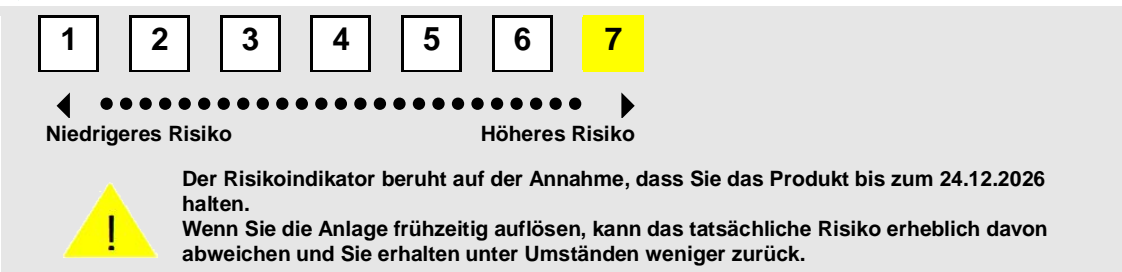 1 2 3 4 5 6 7
Niedrigeres Risiko Höheres Risiko
Der Risikoindikator beruht auf der Annahme, dass Sie das Produkt bis zum 24.12.2026
halten.
Wenn Sie die Anlage frühzeitig auflösen, kann das tatsächliche Risiko erheblich davon
abweichen und Sie erhalten unter Umständen weniger zurück.
!